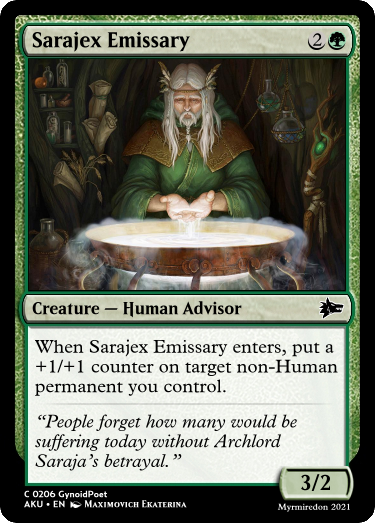 Sarajex Emissary 2
Creature — Human Advisor
When Sarajex Emissary enters, put a
+1/+1 counter on target non-Human
permanent you control.
“People forget how many would be
suffering today without Archlord
Saraja’s betrayal.”
3/2
C 0206 GynoidPoet
AKU • EN Maximovich Ekaterina
Myrmiredon 2021